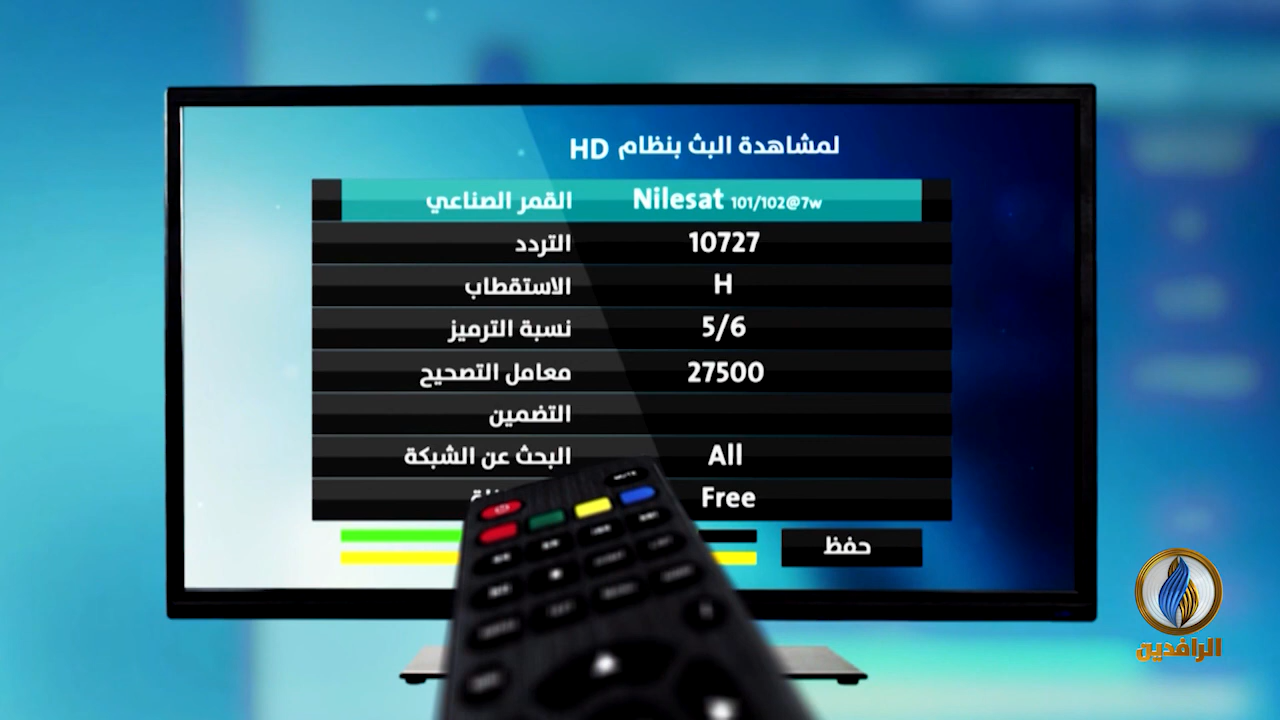 لمشاهدة البث بنظام HD
القمر الصناعي Nilesat 101/102@7w
التردد 10727
الاستقطاب H
نسبة الترميز 5/6
معامل التصحيح 27500
التضمين
البحث عن الشبكة All
Free
حفظ
MUTE
الرافدين